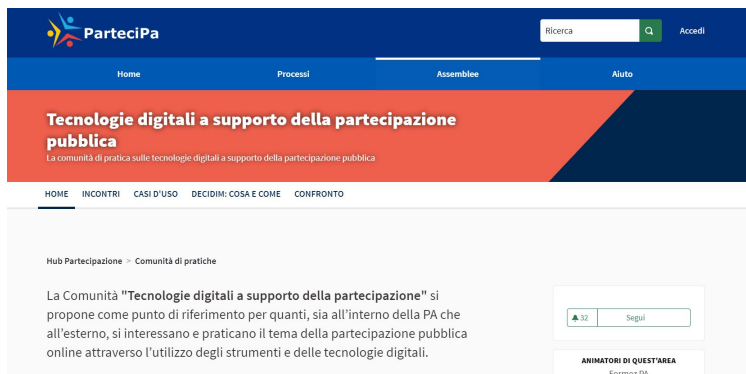 ParteciPa
Ricerca
Accedi
Home
Processi
Assemblee
Aiuto
Tecnologie digitali a supporto della partecipazione
pubblica
La comunità di pratica sulle tecnologie digitali a supporto della partecipazione pubblica
HOME
INCONTRI
CASI D'USO
DECIDIM: COSA E COME
CONFRONTO
Hub Partecipazione > Comunità di pratiche
La Comunità "Tecnologie digitali a supporto della partecipazione" si
propone come punto di riferimento per quanti, sia all'interno della PA che
all'esterno, si interessano e praticano il tema della partecipazione pubblica
online attraverso l'utilizzo degli strumenti e delle tecnologie digitali.
32
Segui
ANIMATORI DI QUEST'AREA
Formez PA